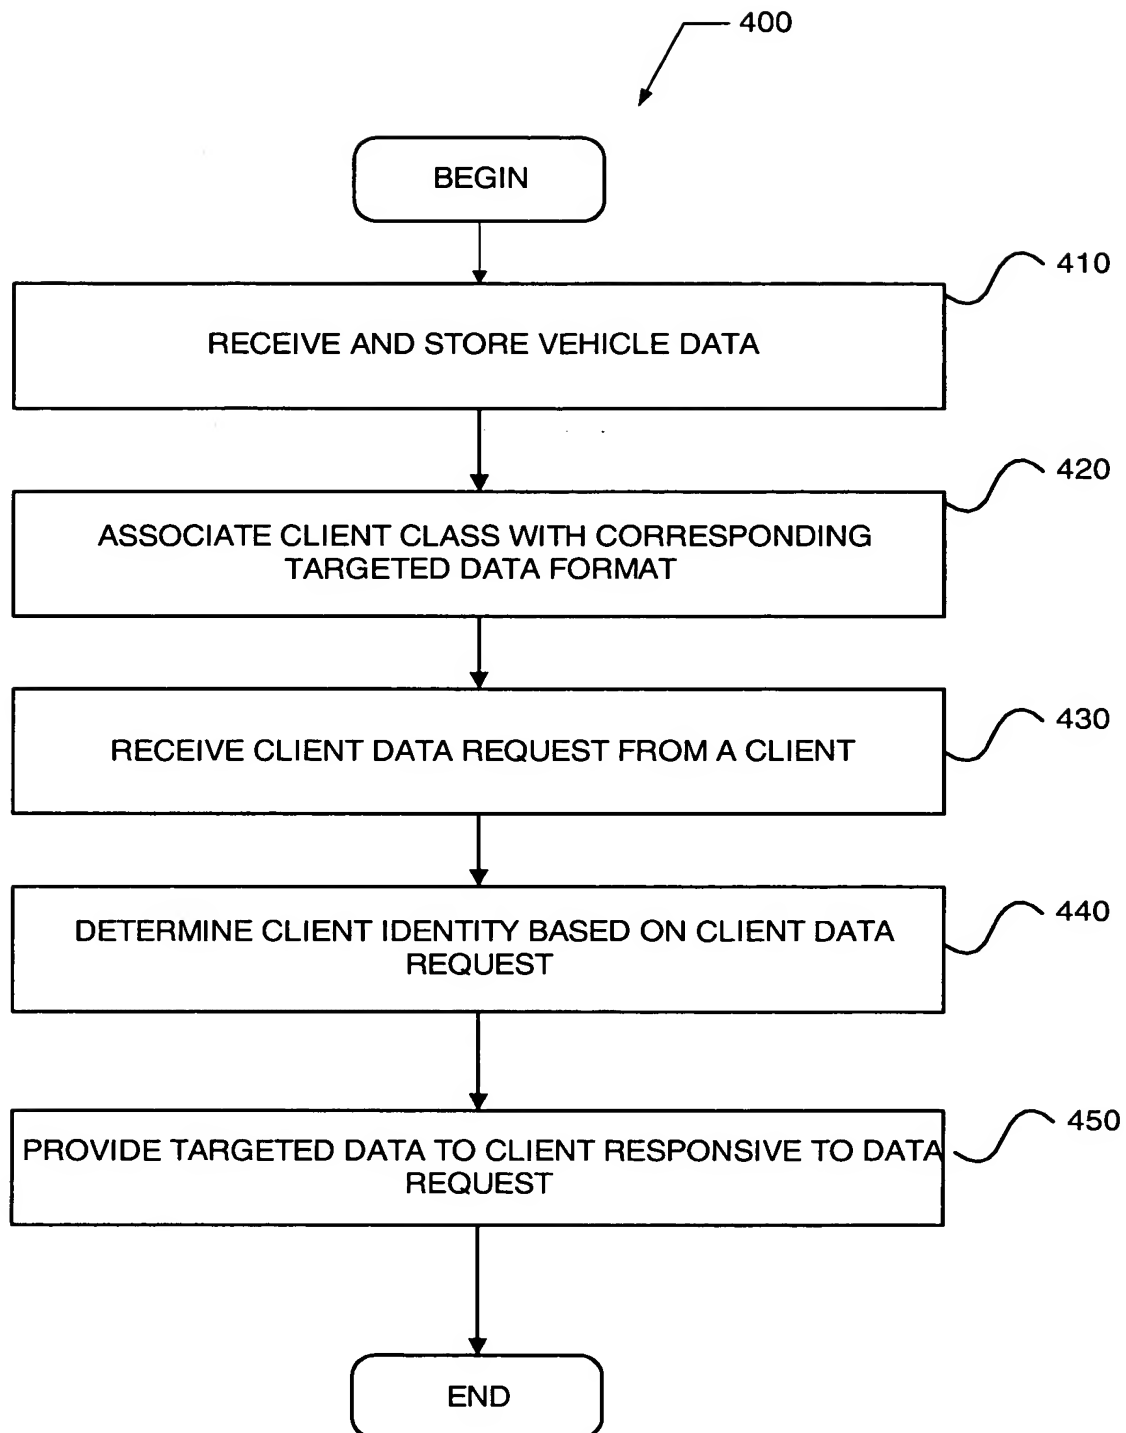 400
BEGIN
410
RECEIVE AND STORE VEHICLE DATA
420
ASSOCIATE CLIENT CLASS WITH CORRESPONDING
TARGETED DATA FORMAT
430
RECEIVE CLIENT DATA REQUEST FROM A CLIENT
440
DETERMINE CLIENT IDENTITY BASED ON CLIENT DATA
REQUEST
450
PROVIDE TARGETED DATA TO CLIENT RESPONSIVE TO DATA
REQUEST
END